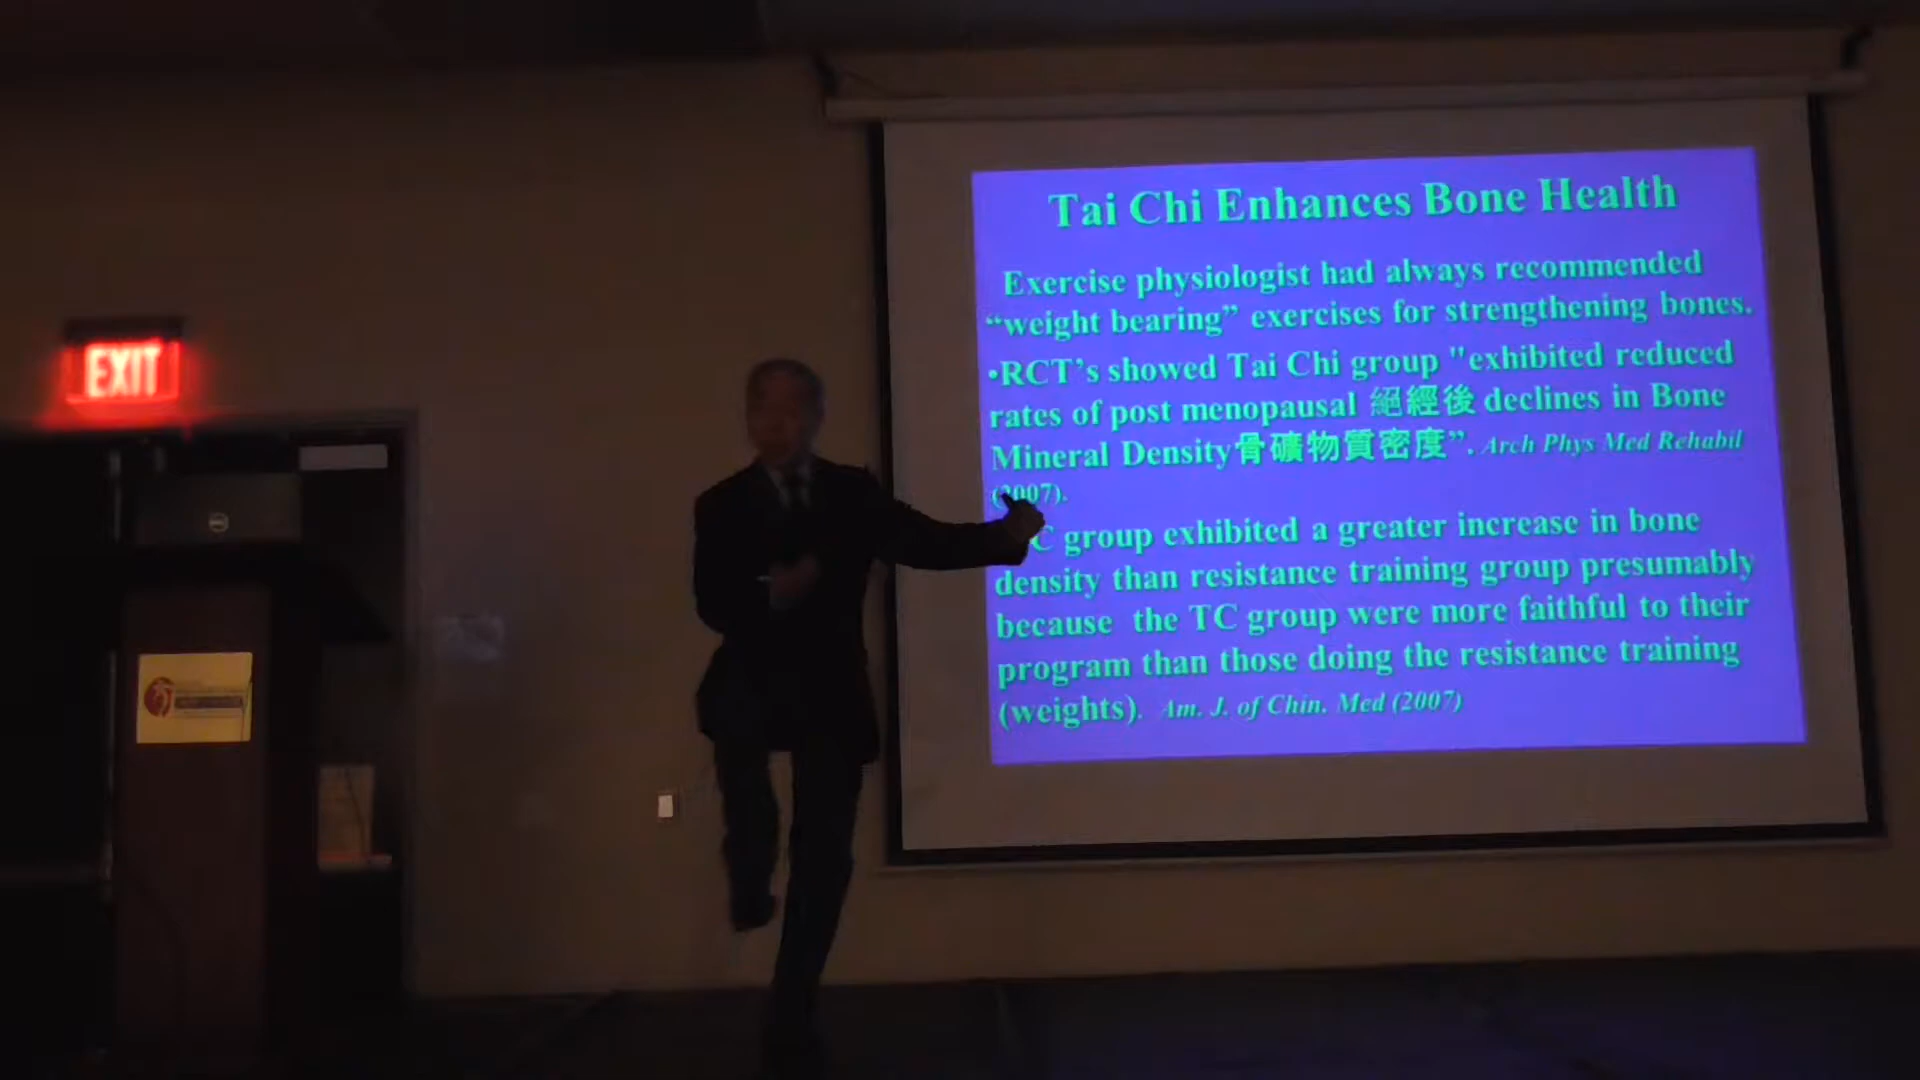 EXIT
Tai Chi Enhances Bone Health
Exercise physiologist had always recommended
“weight bearing” exercises for strengthening bones.
•RCT’s showed Tai Chi group "exhibited reduced
rates of post menopausal 絕經後 declines in Bone
Mineral Density骨礦物質密度”. Arch Phys Med Rehabil
(2007).
C group exhibited a greater increase in bone
density than resistance training group presumably
because the TC group were more faithful to their
program than those doing the resistance training
(weights). Am. J. of Chin. Med (2007)